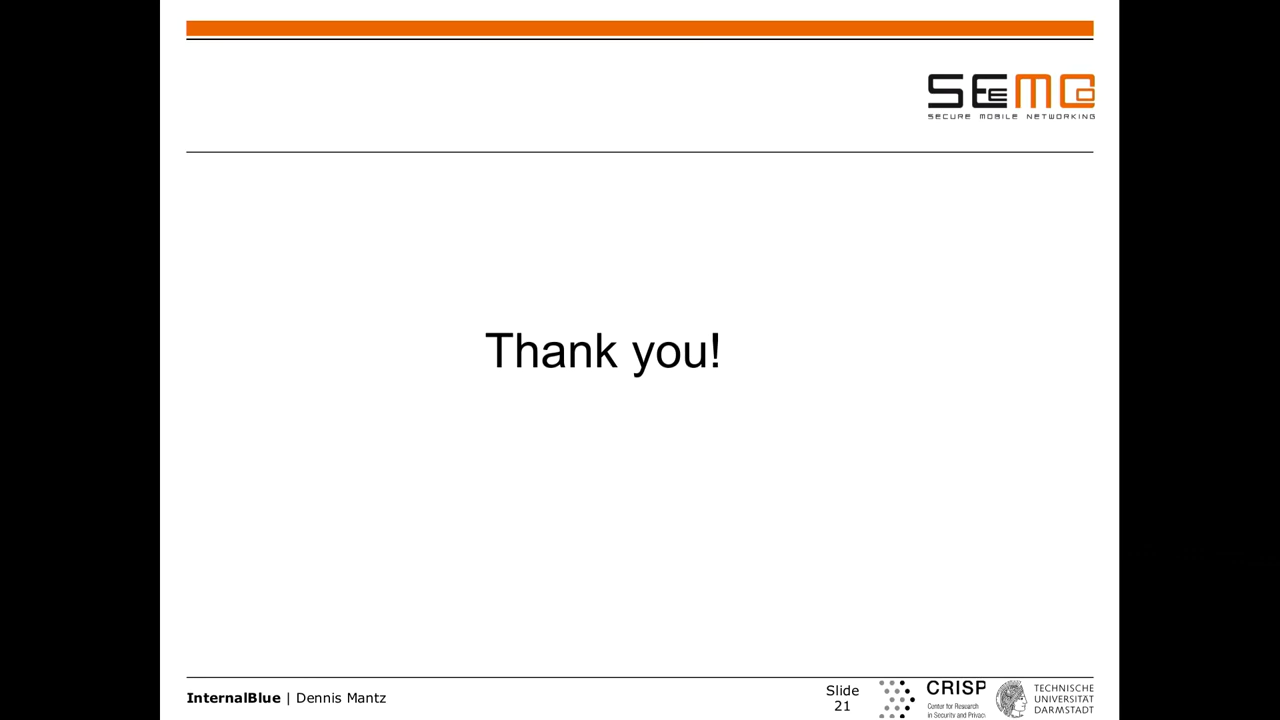 SEEMOO
SECURE MOBILE NETWORKING
Thank you!
InternalBlue | Dennis Mantz
Slide
21
CRISP
Center for Research
in Security and Privacy
TECHNISCHE
UNIVERSITÄT
DARMSTADT